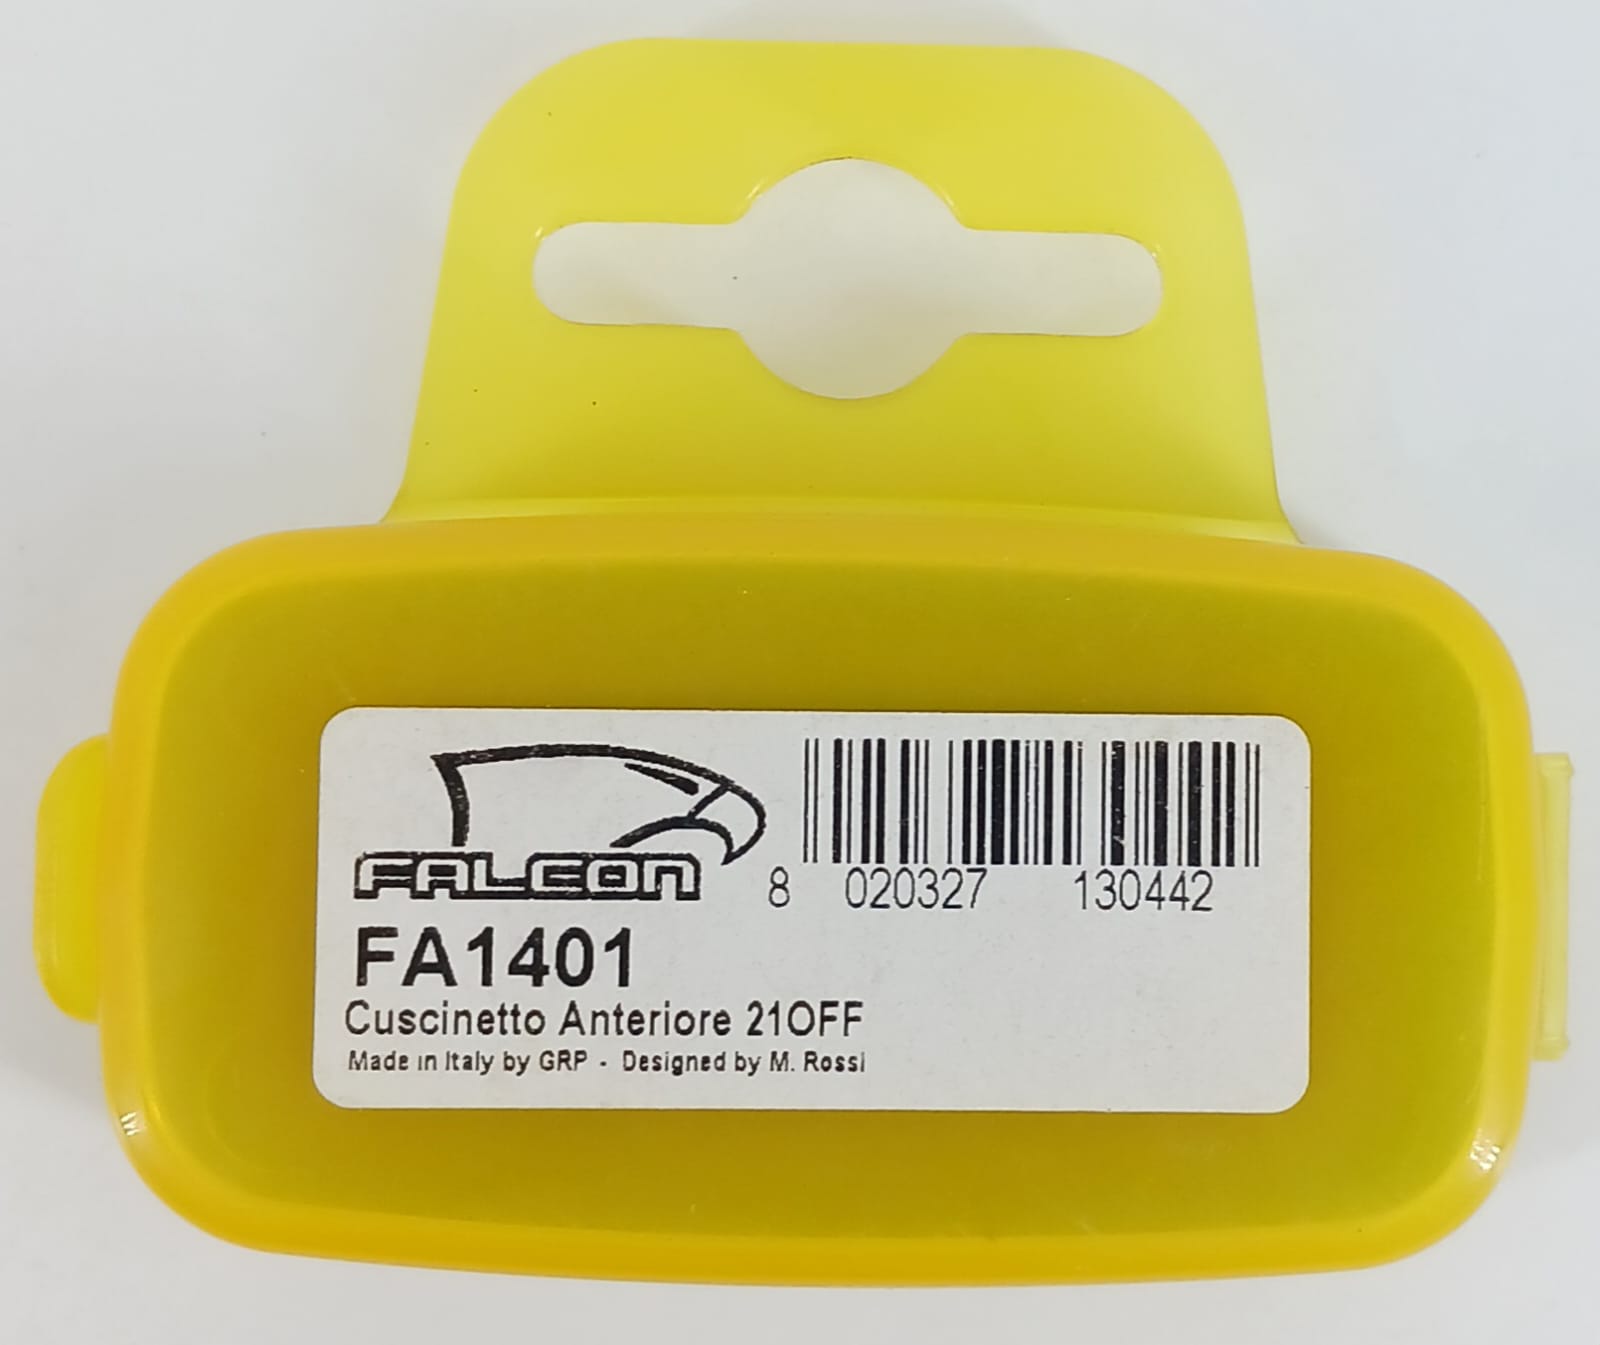 FALCON
8 020327 130442
FA1401
Cuscinetto Anteriore 21OFF
Made in Italy by GRP - Designed by M. Rossi